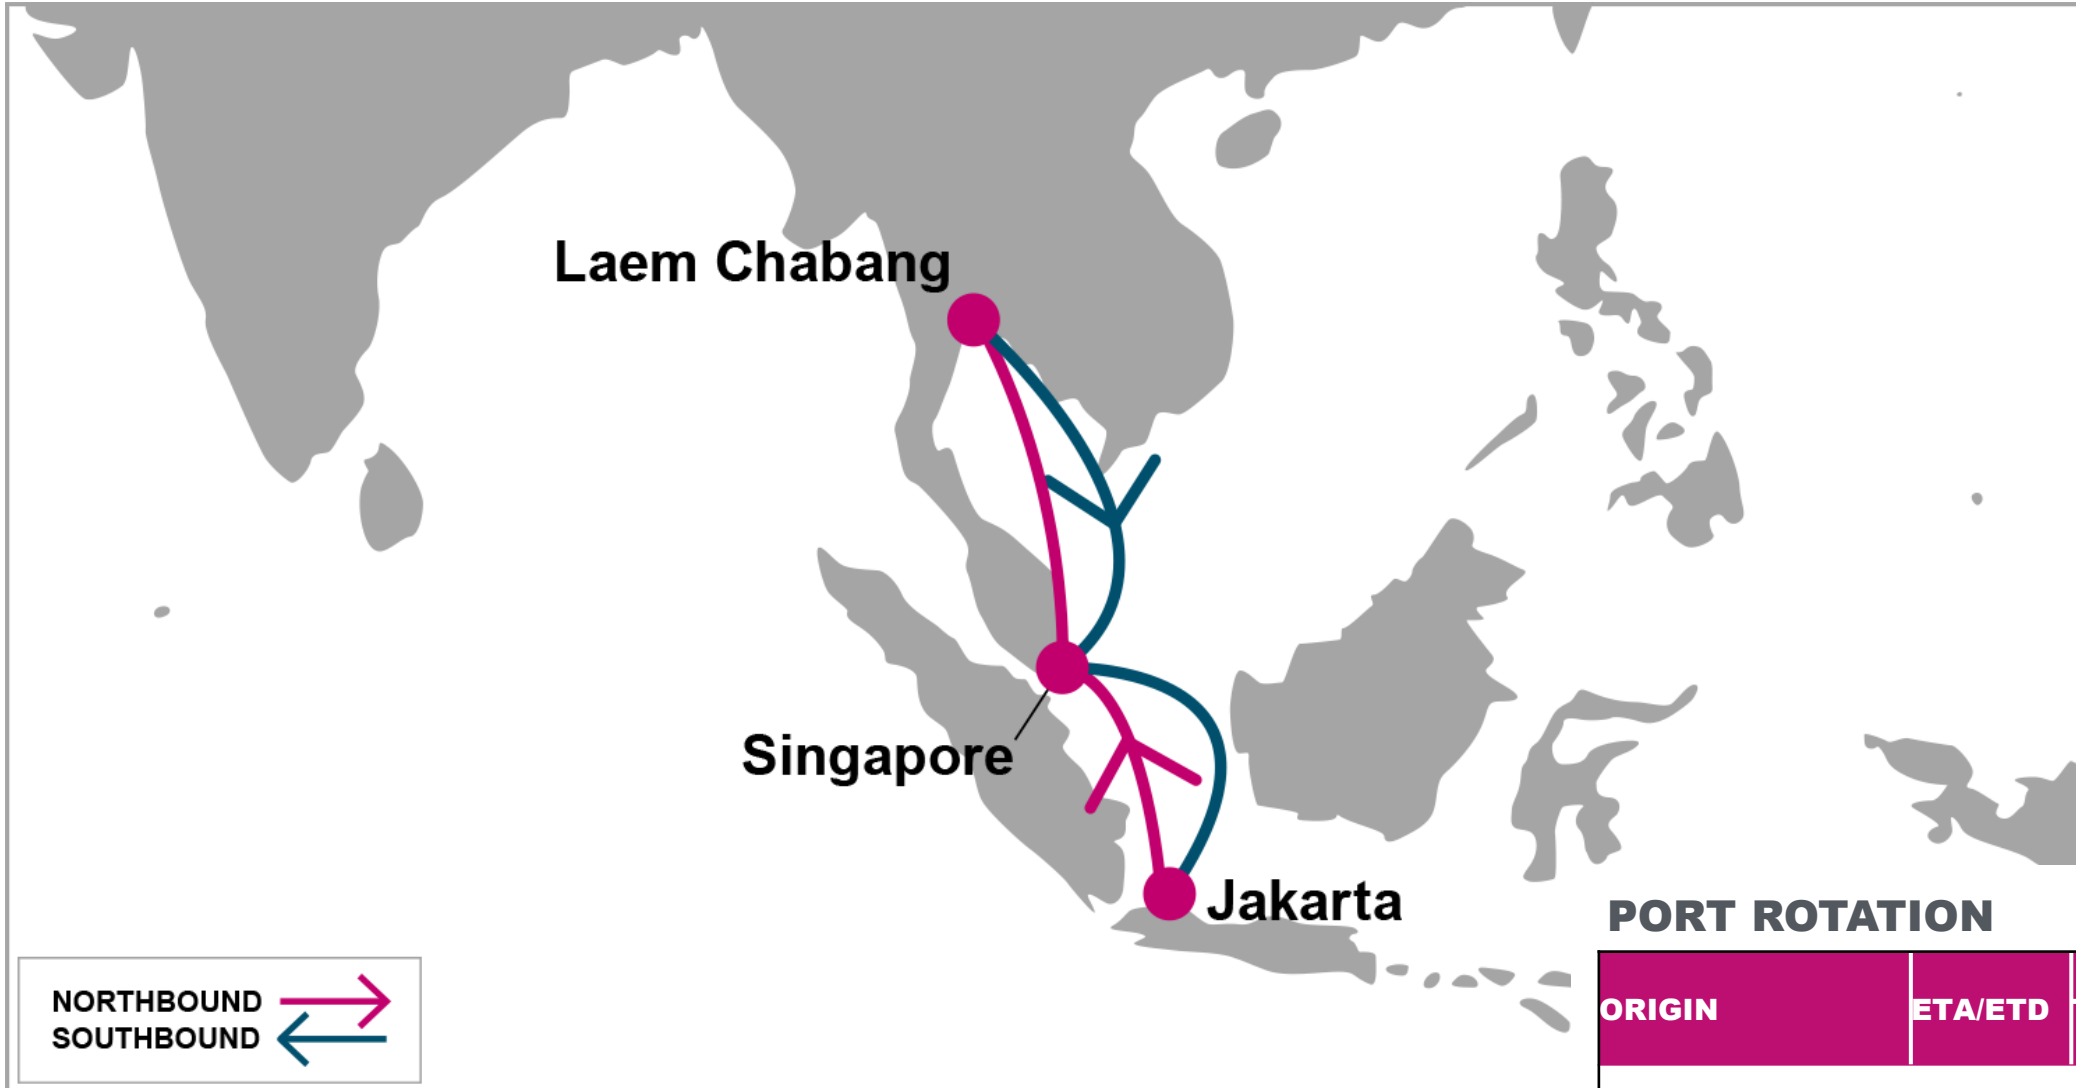 Laem Chabang
Singapore
Jakarta
PORT ROTATION
ORIGIN
ETA/ETD
NORTHBOUND
SOUTHBOUND